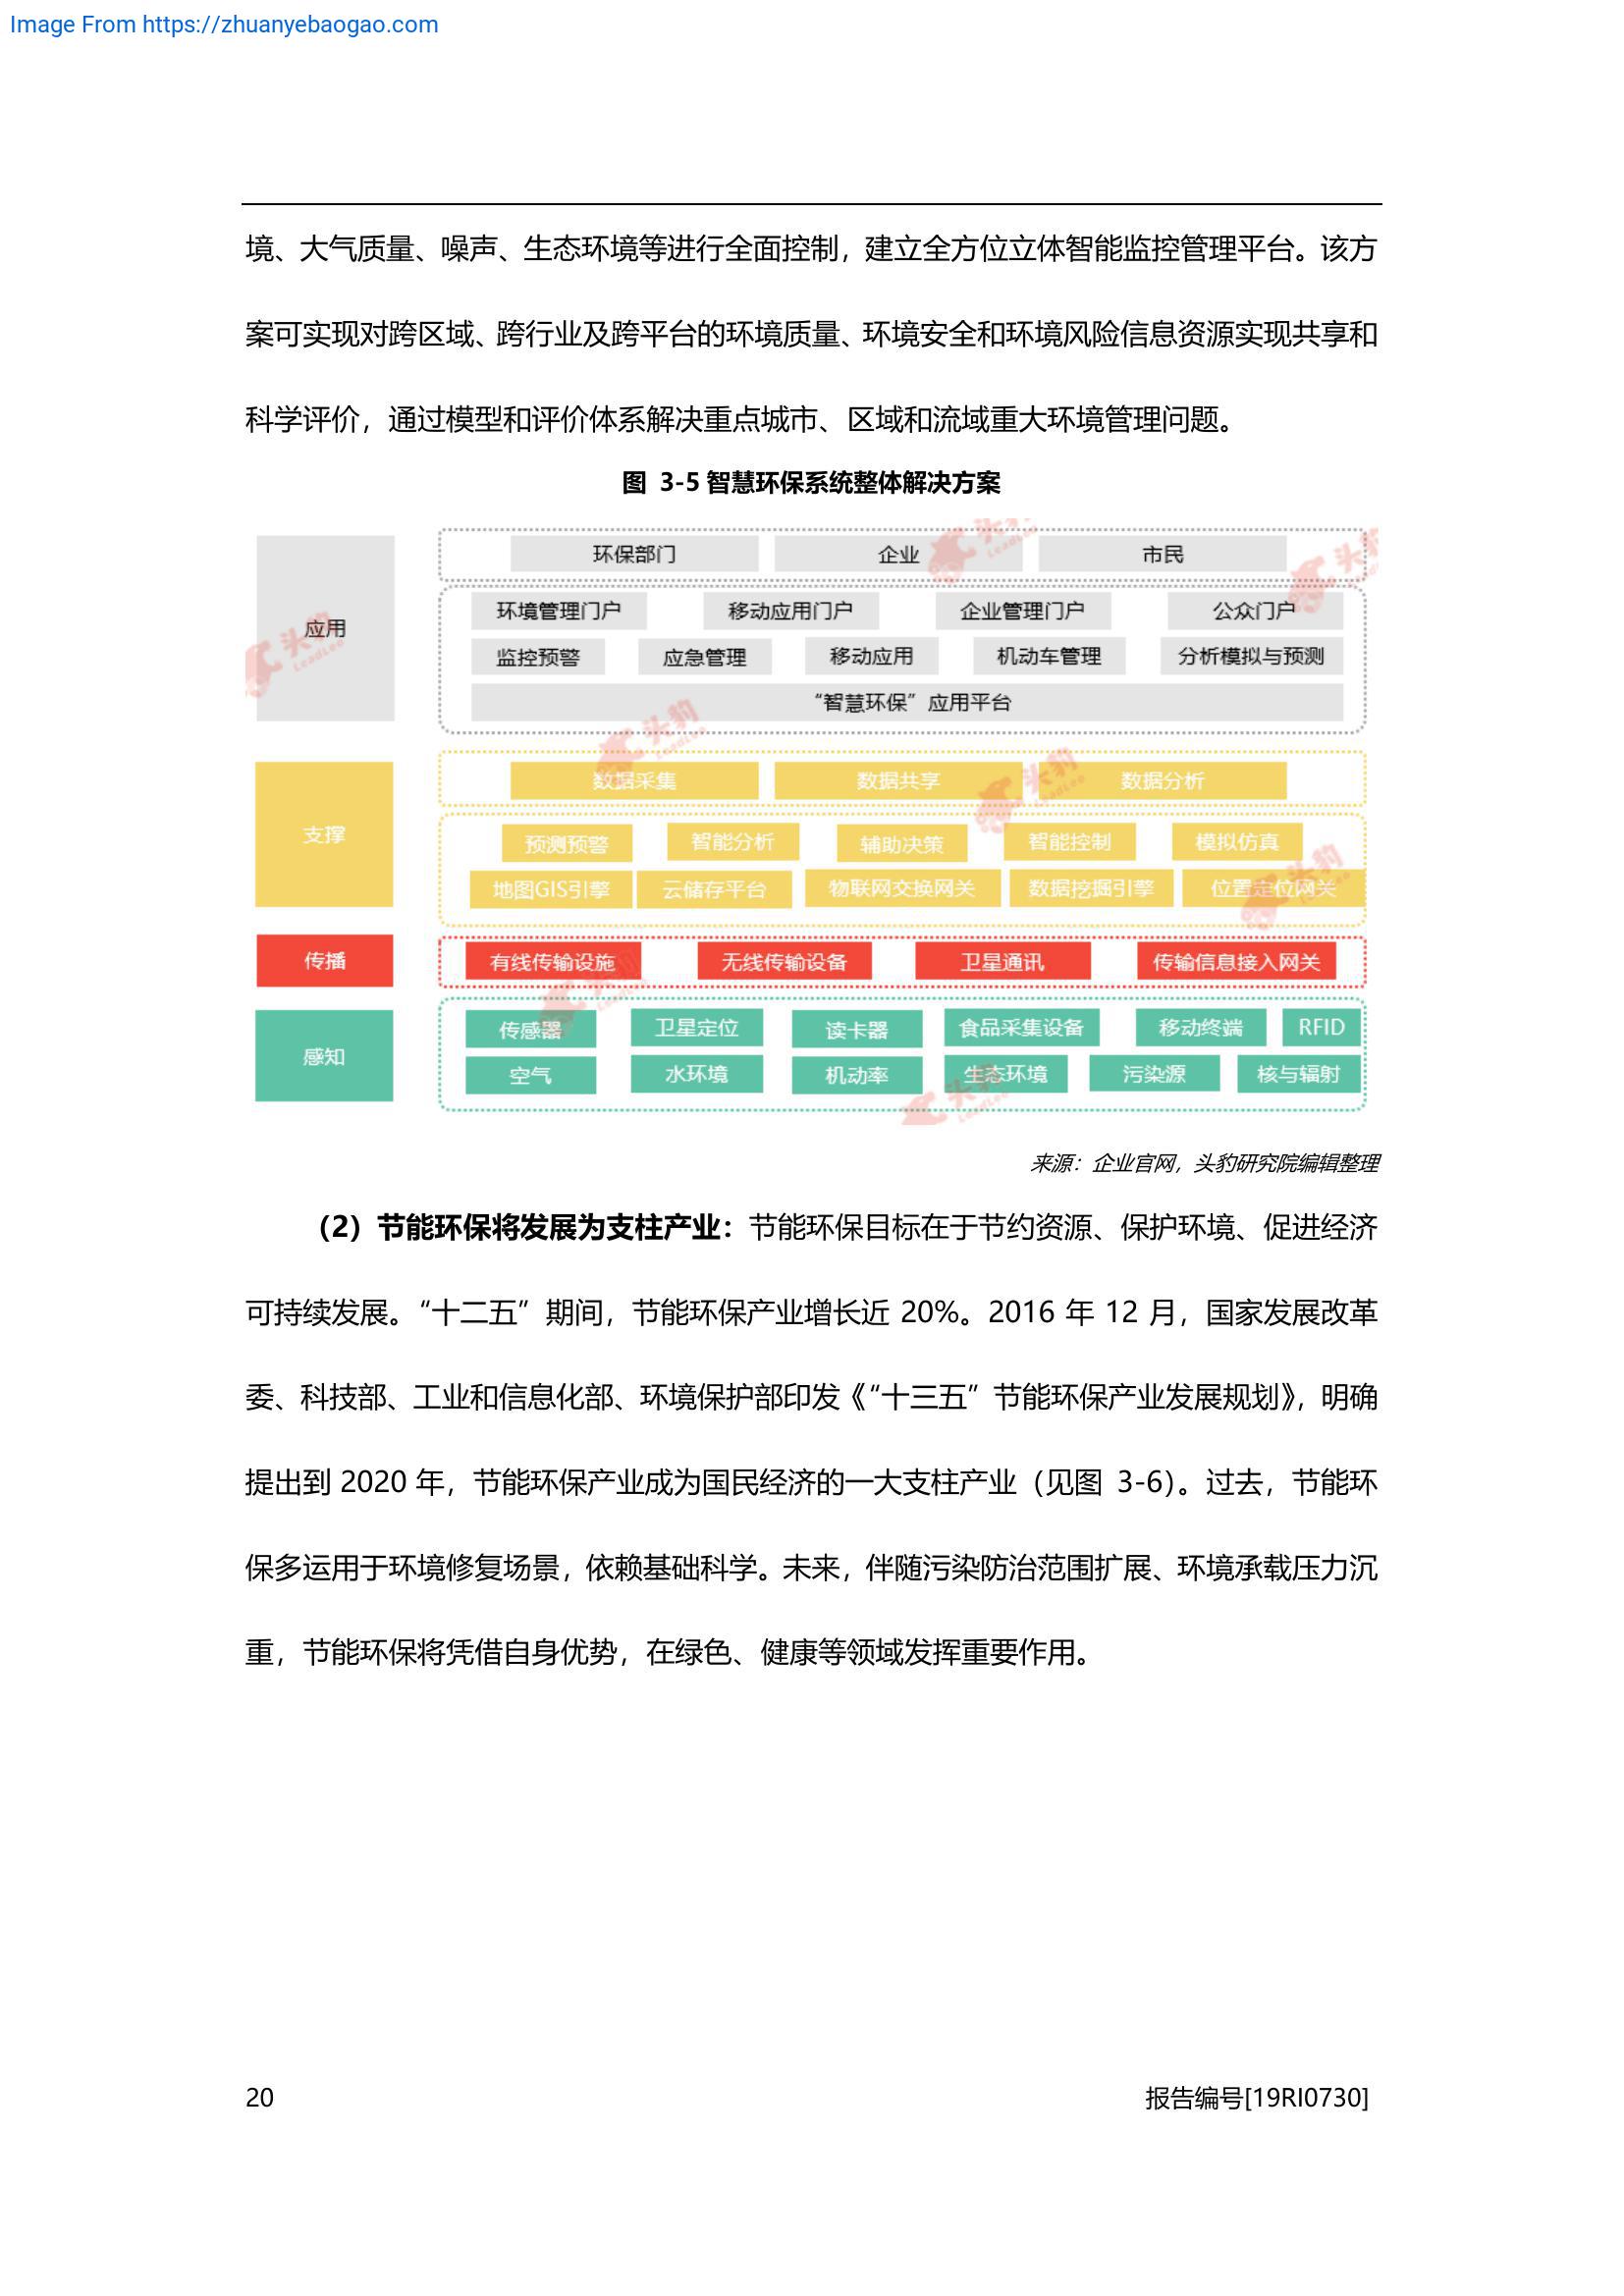 Image From https://zhuanyebaogao.com
境、大气质量、噪声、生态环境等进行全面控制，建立全方位立体智能监控管理平台。该方
案可实现对跨区域、跨行业及跨平台的环境质量、环境安全和环境风险信息资源实现共享和
科学评价，通过模型和评价体系解决重点城市、区域和流域重大环境管理问题。
图 3-5 智慧环保系统整体解决方案
应用
环保部门 企业 市民
环境管理门户 移动应用门户 企业管理门户 公众门户
监控预警 应急管理 移动应用 机动车管理 分析模拟与预测
“智慧环保”应用平台
支撑
数据采集 数据共享 数据分析
预测预警 智能分析 辅助决策 智能控制 模拟仿真
地图GIS引擎 云储存平台 物联网交换网关 数据挖掘引擎 位置定位网关
传播
有线传输设施 无线传输设备 卫星通讯 传输信息接入网关
感知
传感器 卫星定位 读卡器 食品采集设备 移动终端 RFID
空气 水环境 机动率 生态环境 污染源 核与辐射
头豹 LeadLeo
来源：企业官网，头豹研究院编辑整理
（2）节能环保将发展为支柱产业：节能环保目标在于节约资源、保护环境、促进经济
可持续发展。“十二五”期间，节能环保产业增长近 20%。2016 年 12 月，国家发展改革
委、科技部、工业和信息化部、环境保护部印发《“十三五”节能环保产业发展规划》，明确
提出到 2020 年，节能环保产业成为国民经济的一大支柱产业（见图 3-6）。过去，节能环
保多运用于环境修复场景，依赖基础科学。未来，伴随污染防治范围扩展、环境承载压力沉
重，节能环保将凭借自身优势，在绿色、健康等领域发挥重要作用。
20 报告编号[19RI0730]